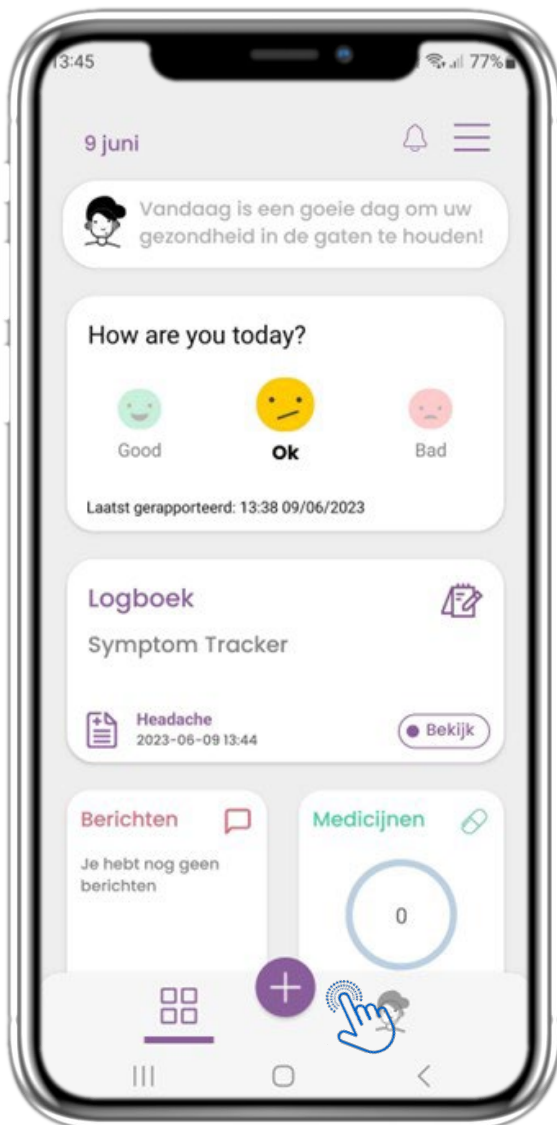 13:45
77%
9 juni
Vandaag is een goeie dag om uw
gezondheid in de gaten te houden!
How are you today?
Good
Ok
Bad
Laatst gerapporteerd: 13:38 09/06/2023
Logboek
Symptom Tracker
Headache
2023-06-09 13:44
Bekijk
Berichten
Je hebt nog geen
berichten
Medicijnen
0